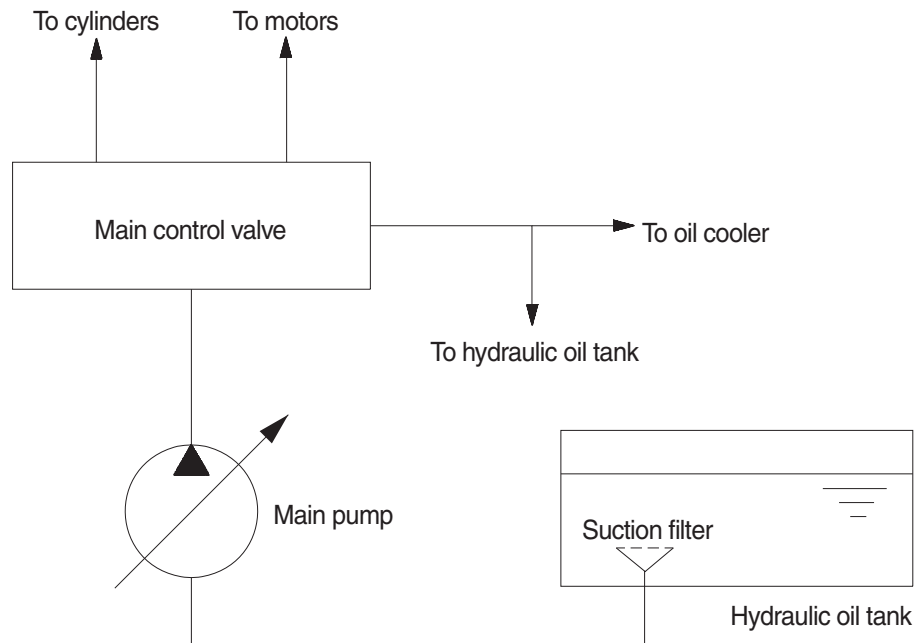 To cylinders
To motors
Main control valve
To oil cooler
To hydraulic oil tank
Main pump
Suction filter
Hydraulic oil tank